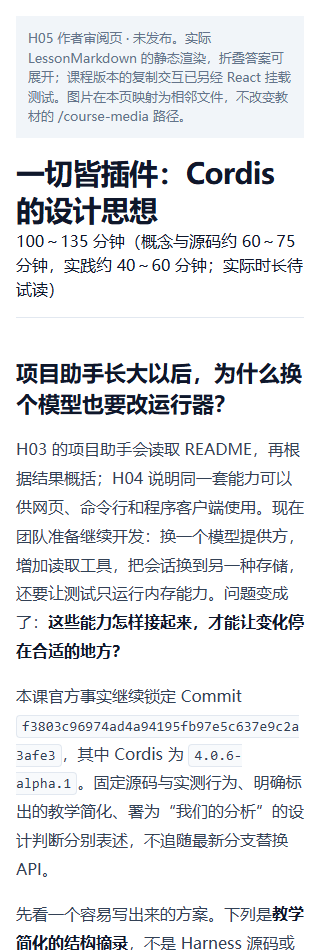 H05 作者审阅页 · 未发布。实际
LessonMarkdown 的静态渲染，折叠答案可
展开；课程版本的复制交互已另经 React 挂载
测试。图片在本页映射为相邻文件，不改变教
材的 /course-media 路径。
一切皆插件：Cordis
的设计思想
100～135 分钟（概念与源码约 60～75
分钟，实践约 40～60 分钟；实际时长待
试读）
项目助手长大以后，为什么换
个模型也要改运行器？
H03 的项目助手会读取 README，再根
据结果概括；H04 说明同一套能力可以
供网页、命令行和程序客户端使用。现在
团队准备继续开发：换一个模型提供方，
增加读取工具，把会话换到另一种存储，
还要让测试只运行内存能力。问题变成
了：这些能力怎样接起来，才能让变化停
在合适的地方？
本课官方事实继续锁定 Commit
f3803c96974ad4a94195fb97e5c637e9c2a
3afe3，其中 Cordis 为 4.0.6-
alpha.1。固定源码与实测行为、明确标
出的教学简化、署为“我们的分析”的设
计判断分别表述，不追随最新分支替换
API。
先看一个容易写出来的方案。下列是教学
简化的结构摘录，不是 Harness 源码或